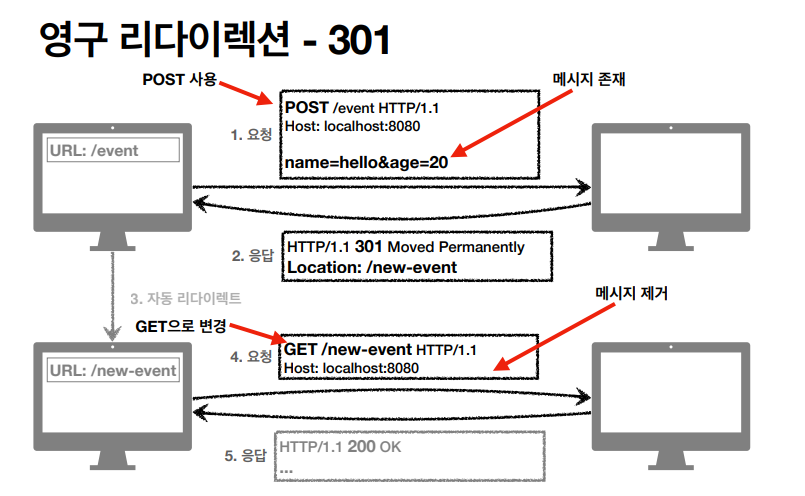 영구 리다이렉션 - 301
POST 사용
메시지 존재
1. 요청
POST /event HTTP/1.1
Host: localhost:8080
name=hello&age=20
URL: /event
2. 응답
HTTP/1.1 301 Moved Permanently
Location: /new-event
3. 자동 리다이렉트
메시지 제거
GET으로 변경
4. 요청
GET /new-event HTTP/1.1
Host: localhost:8080
URL: /new-event
5. 응답
HTTP/1.1 200 OK
...